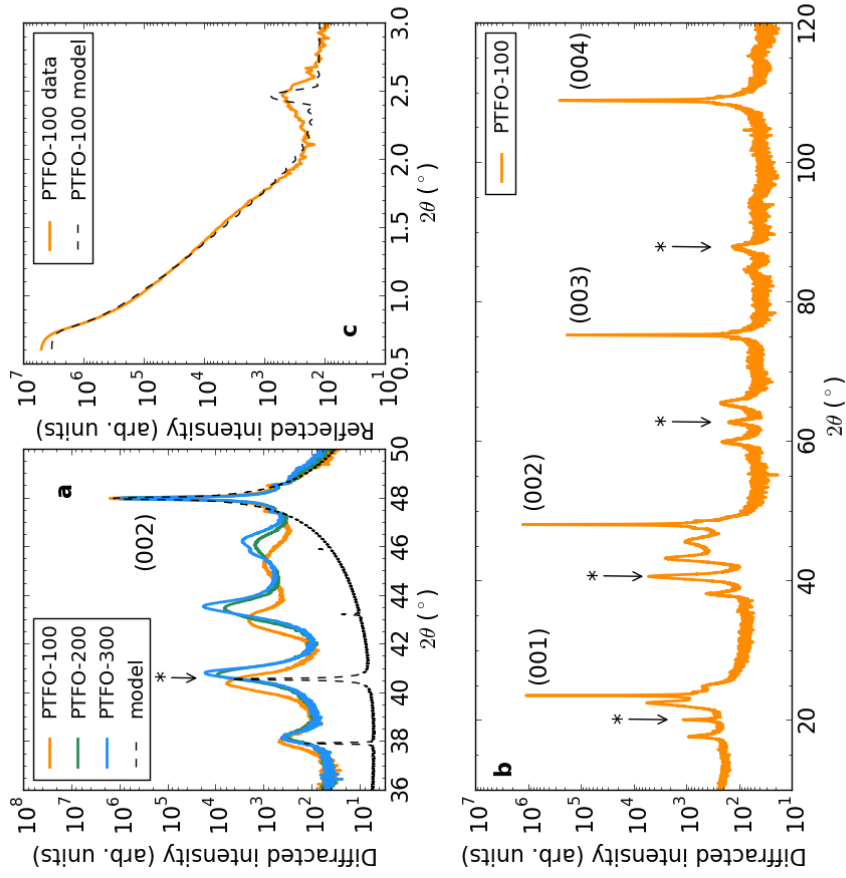 10⁸
10⁷
10⁶
10⁵
10⁴
10³
10²
10¹
Diffracted intensity (arb. units)
PTFO-100
PTFO-200
PTFO-300
model
*
a
(002)
36 38 40 42 44 46 48 50
2θ (°)
10⁷
10⁶
10⁵
10⁴
10³
10²
10¹
Reflected intensity (arb. units)
PTFO-100 data
PTFO-100 model
c
0.5 1.0 1.5 2.0 2.5 3.0
2θ (°)
10⁷
10⁶
10⁵
10⁴
10³
10²
10¹
Diffracted intensity (arb. units)
b
PTFO-100
(001)
(002)
(003)
(004)
*
*
*
*
20 40 60 80 100 120
2θ (°)